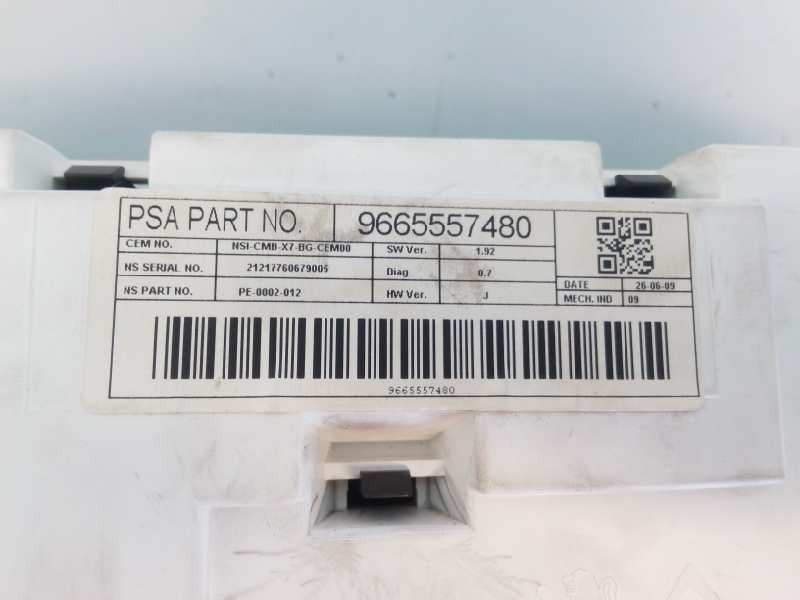 PSA PART NO. 9665557480
CEM NO. NSI-CMB-X7-BG-CEM00 SW Ver. 1.92
NS SERIAL NO. 21217760679005 Diag 0.7
NS PART NO. PE-0002-012 HW Ver. J
DATE 26-06-09
MECH. IND 09
9665557480